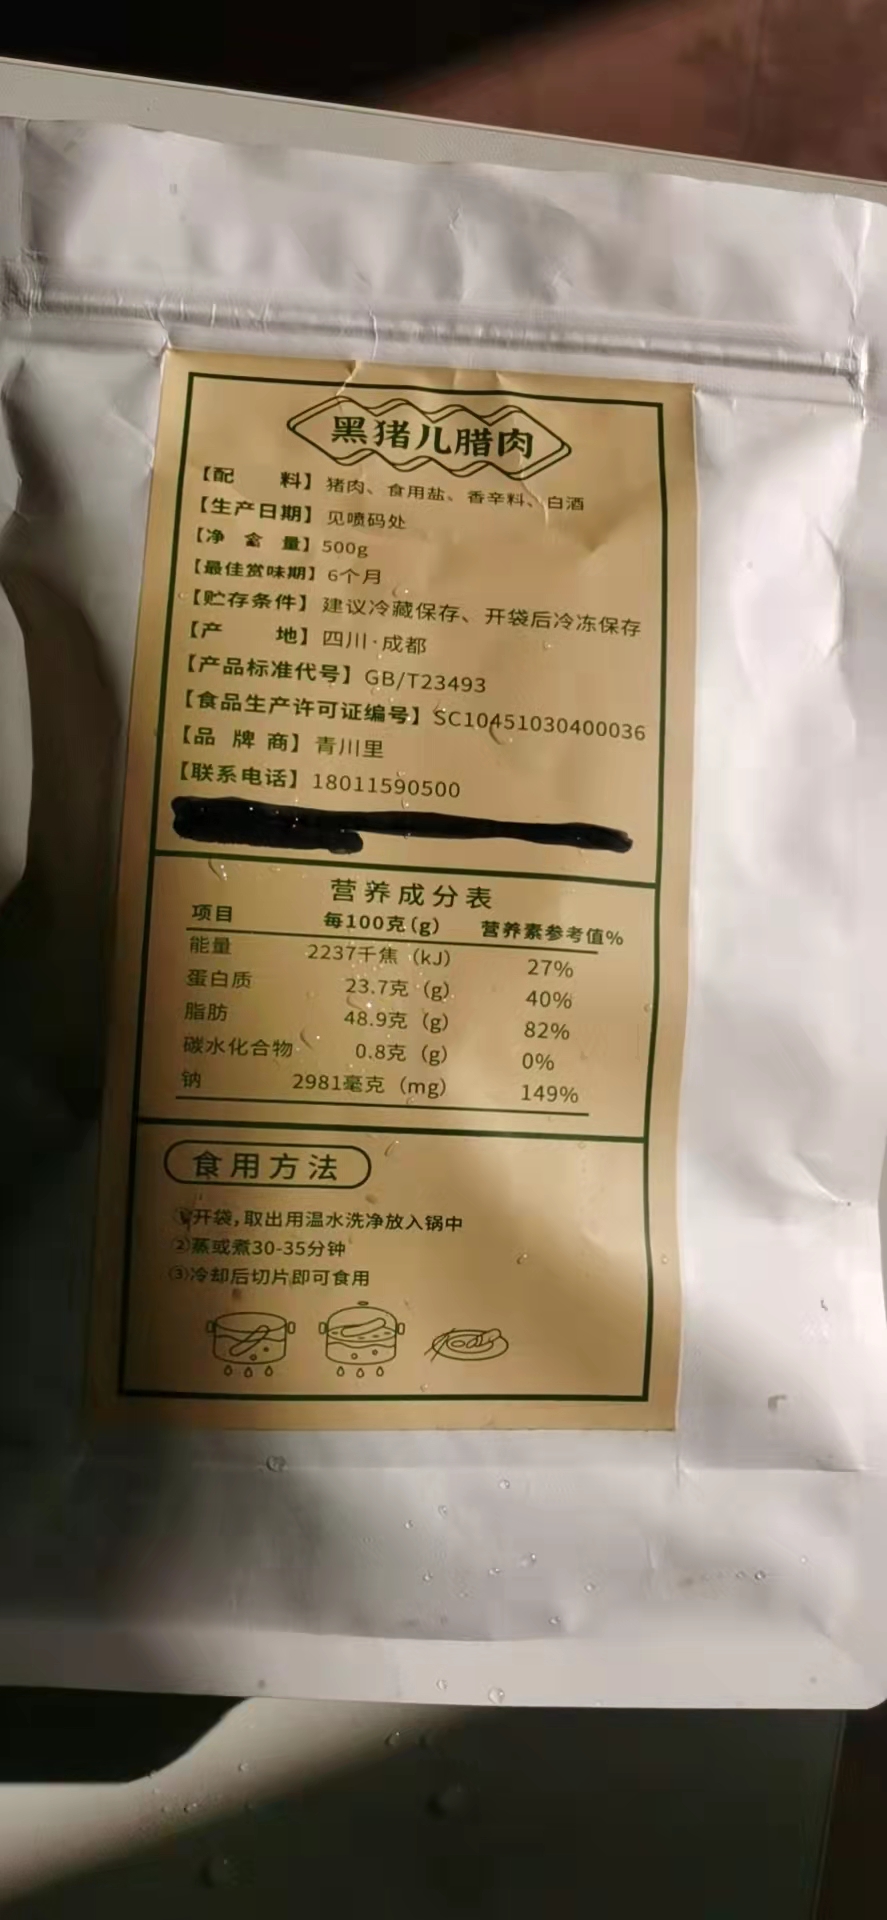 黑猪儿腊肉
【配　　料】猪肉、食用盐、香辛料、白酒
【生产日期】见喷码处
【净 含 量】500g
【最佳赏味期】6个月
【贮存条件】建议冷藏保存、开袋后冷冻保存
【产　　地】四川·成都
【产品标准代号】GB/T23493
【食品生产许可证编号】SC10451030400036
【品 牌 商】青川里
【联系电话】18011590500
营养成分表
项目 每100克(g) 营养素参考值%
能量 2237千焦（kJ） 27%
蛋白质 23.7克（g） 40%
脂肪 48.9克（g） 82%
碳水化合物 0.8克（g） 0%
钠 2981毫克（mg） 149%
食用方法
①开袋,取出用温水洗净放入锅中
②蒸或煮30-35分钟
③冷却后切片即可食用